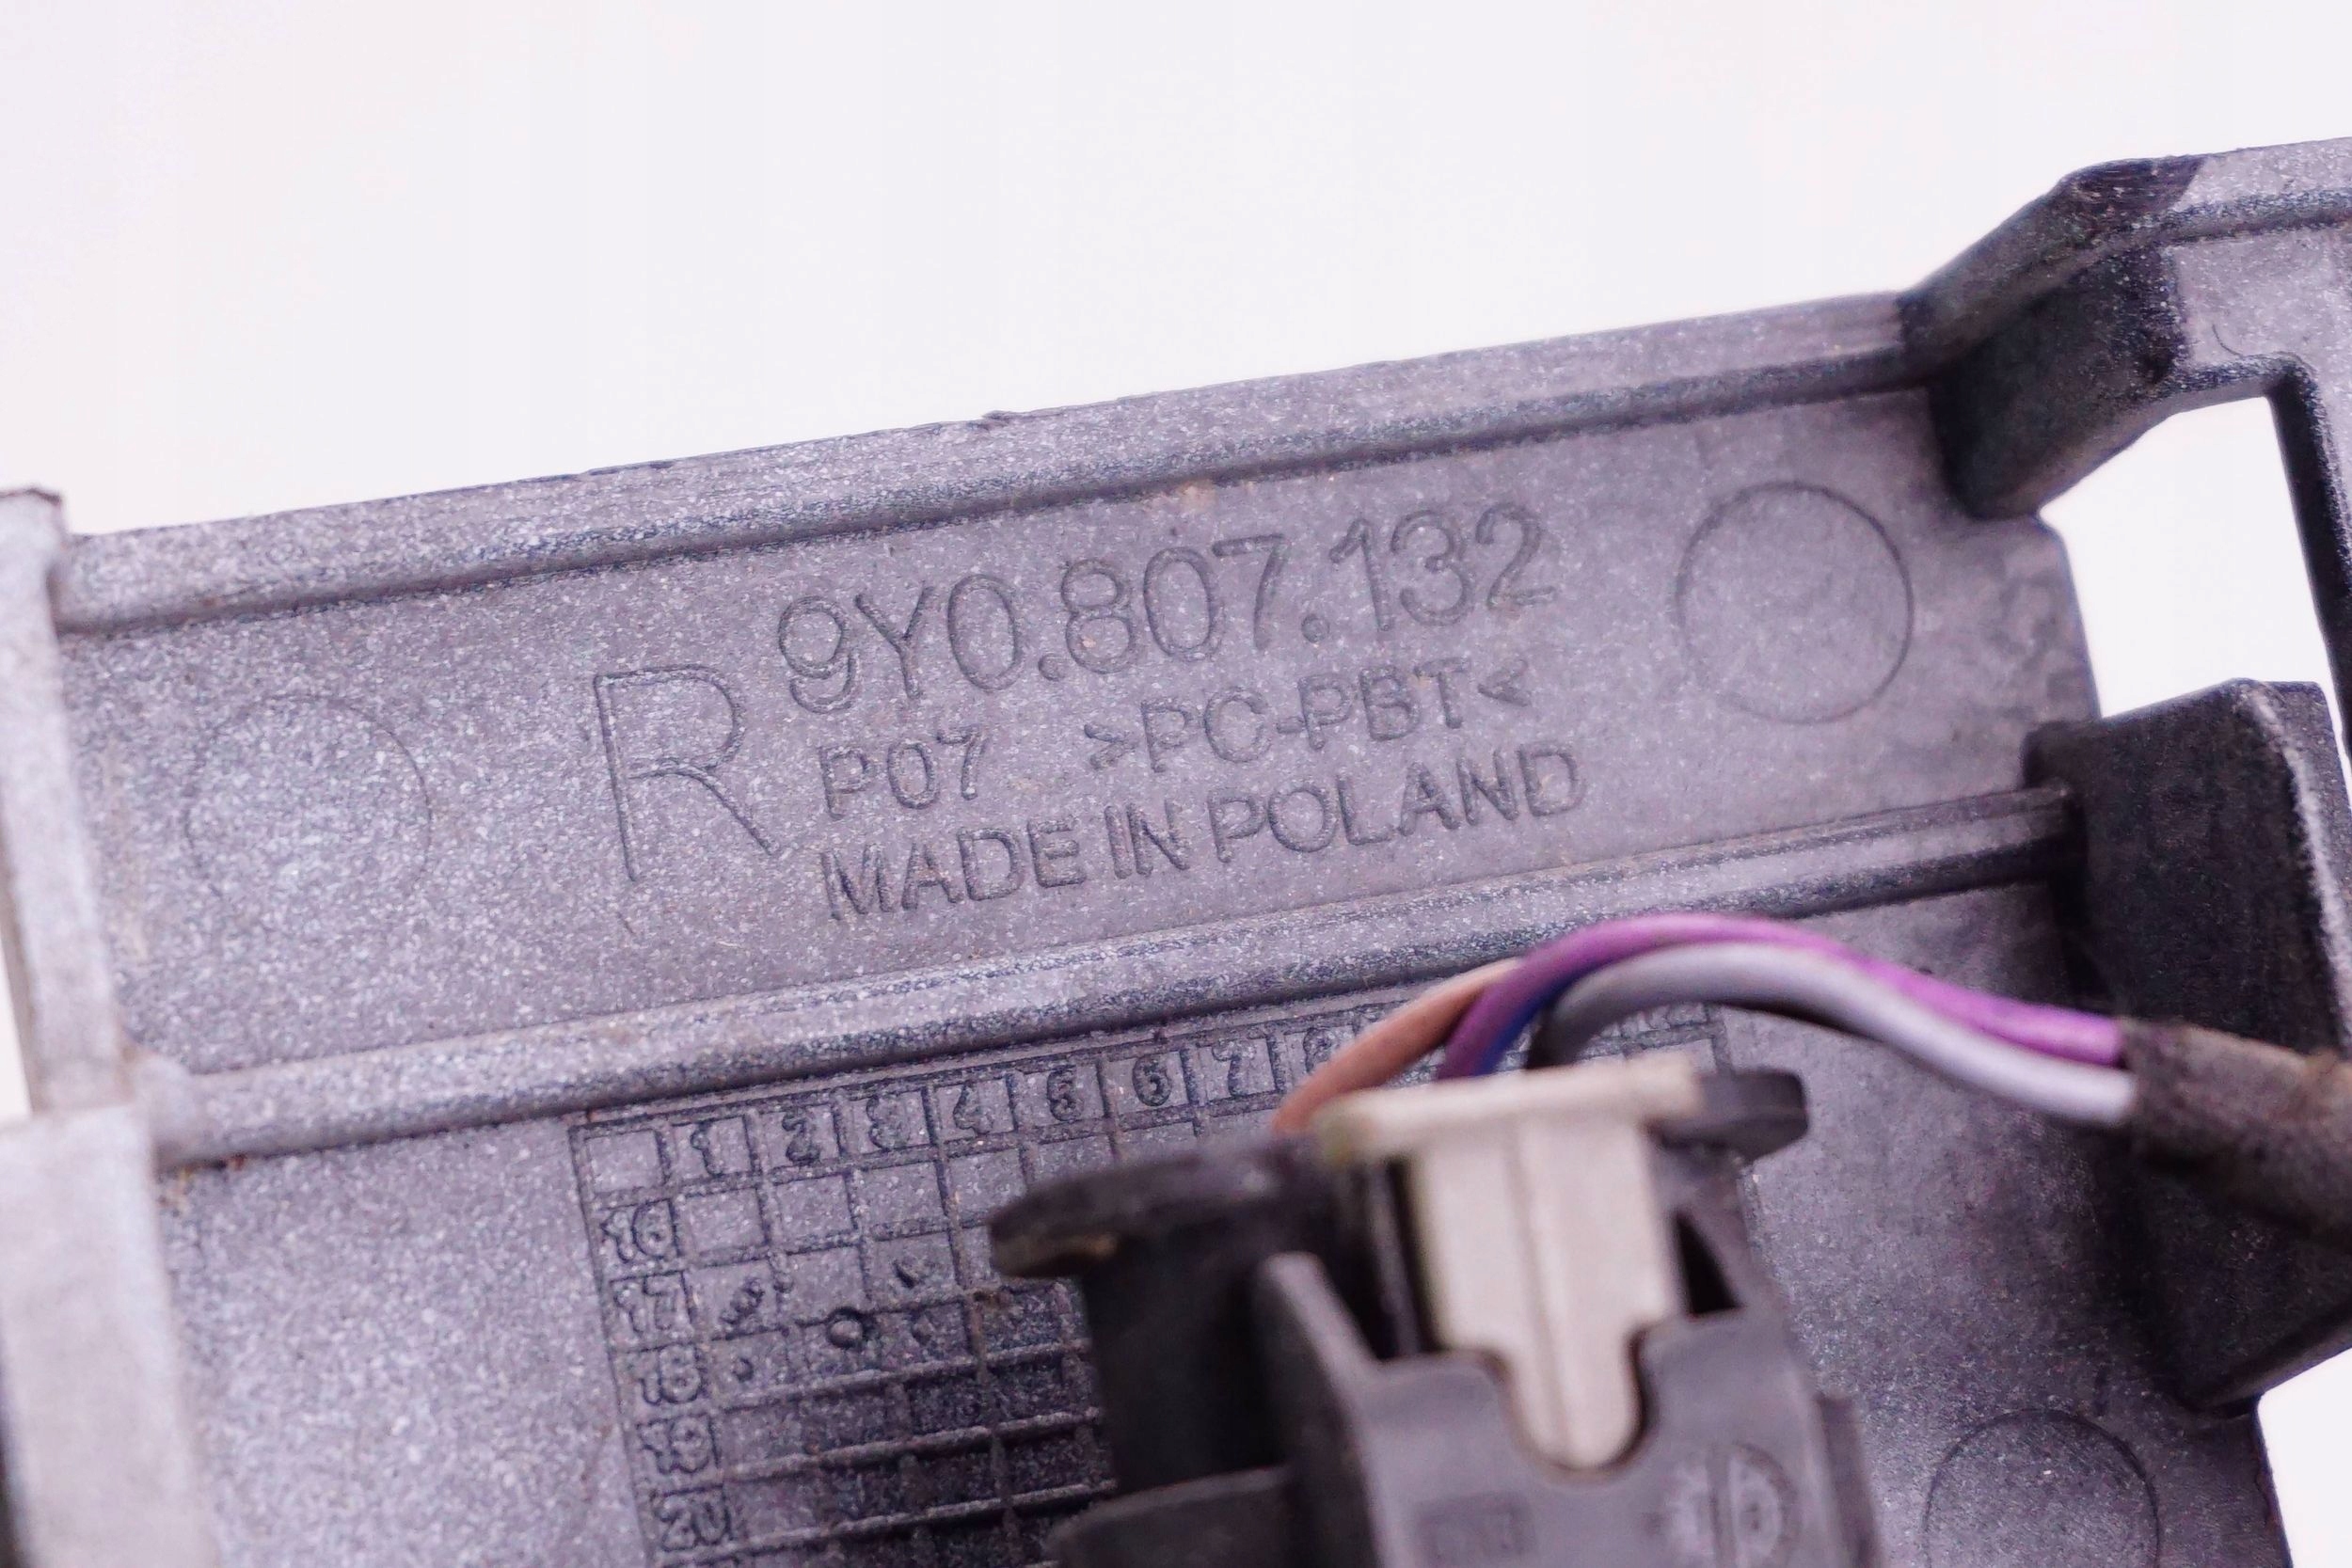 9Y0.807.132
R
P07 >PC-PBT<
MADE IN POLAND
1 2 3 4 5 6 7 8
16
17
18
19
20